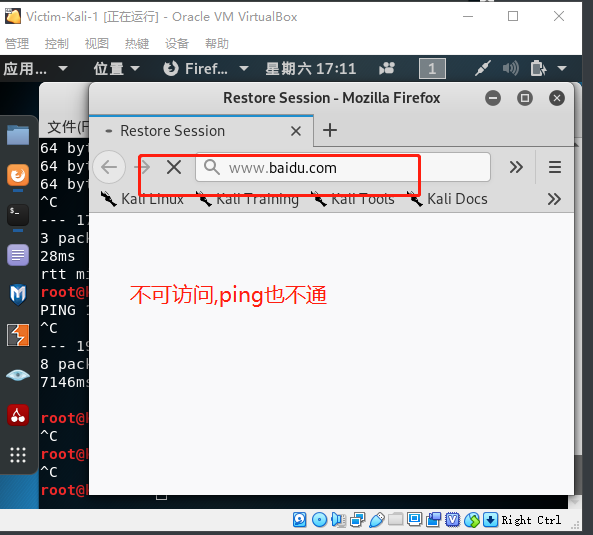 Victim-Kali-1 [正在运行] - Oracle VM VirtualBox
管理 控制 视图 热键 设备 帮助
应用... 位置 Firef... 星期六 17:11 1
Restore Session - Mozilla Firefox
文件(F
Restore Session
64 byt
www.baidu.com
64 byt
64 byt
Kali Linux Kali Training Kali Tools Kali Docs
^C
--- 17
3 pack
28ms
rtt mi
不可访问,ping也不通
root@k
PING 1
^C
--- 19
8 pack
7146ms
root@k
^C
root@k
^C
root@k
Right Ctrl